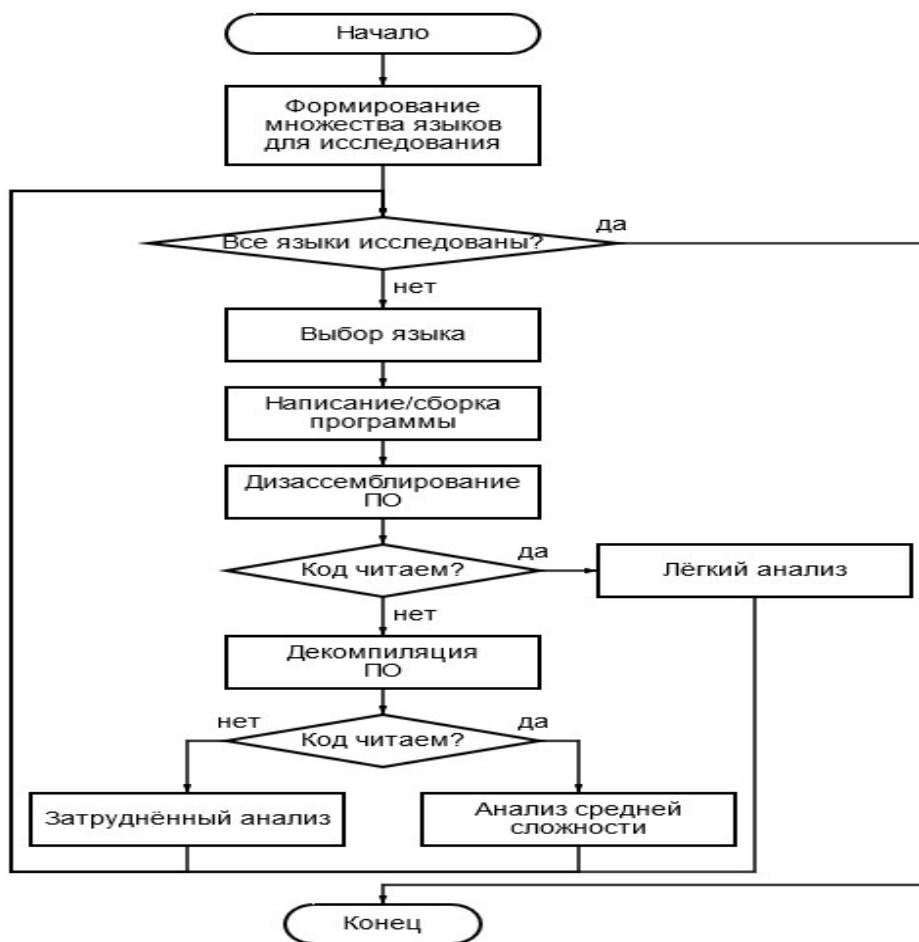 Начало
Формирование
множества языков
для исследования
Все языки исследованы?
да
нет
Выбор языка
Написание/сборка
программы
Дизассемблирование
ПО
Код читаем?
да
Лёгкий анализ
нет
Декомпиляция
ПО
нет
Код читаем?
да
Затруднённый анализ
Анализ средней
сложности
Конец